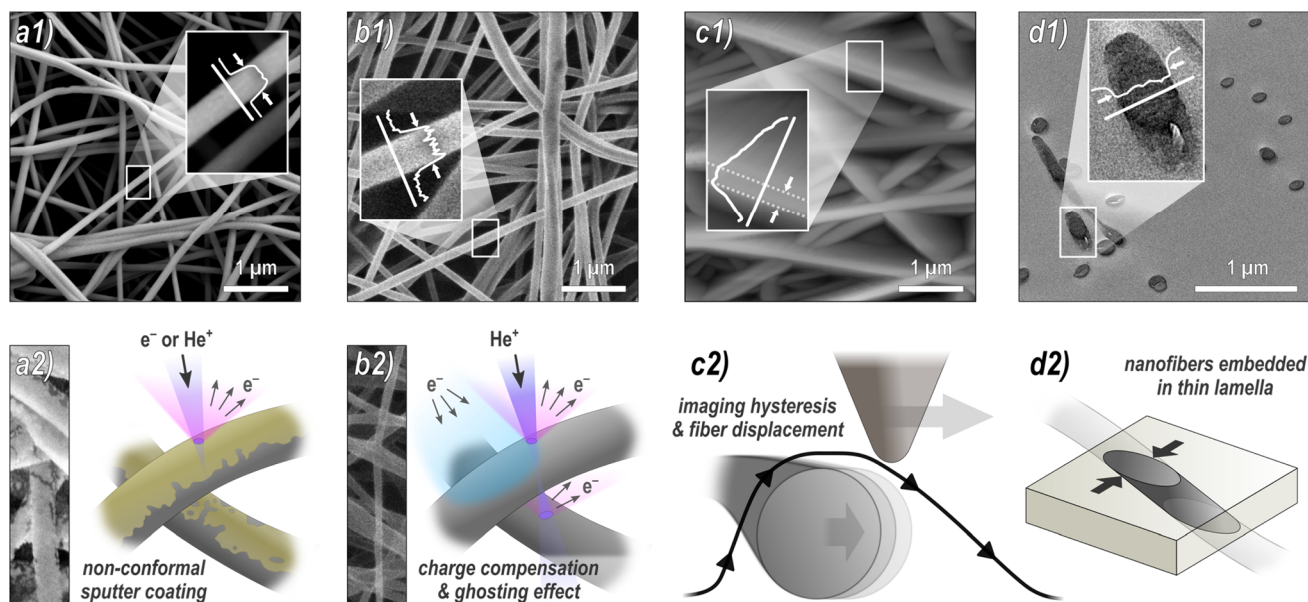 a1)
1 µm
b1)
1 µm
c1)
1 µm
d1)
1 µm
a2)
e⁻ or He⁺
e⁻
non-conformal
sputter coating
b2)
He⁺
e⁻
e⁻
e⁻
charge compensation
& ghosting effect
c2)
imaging hysteresis
& fiber displacement
d2)
nanofibers embedded
in thin lamella